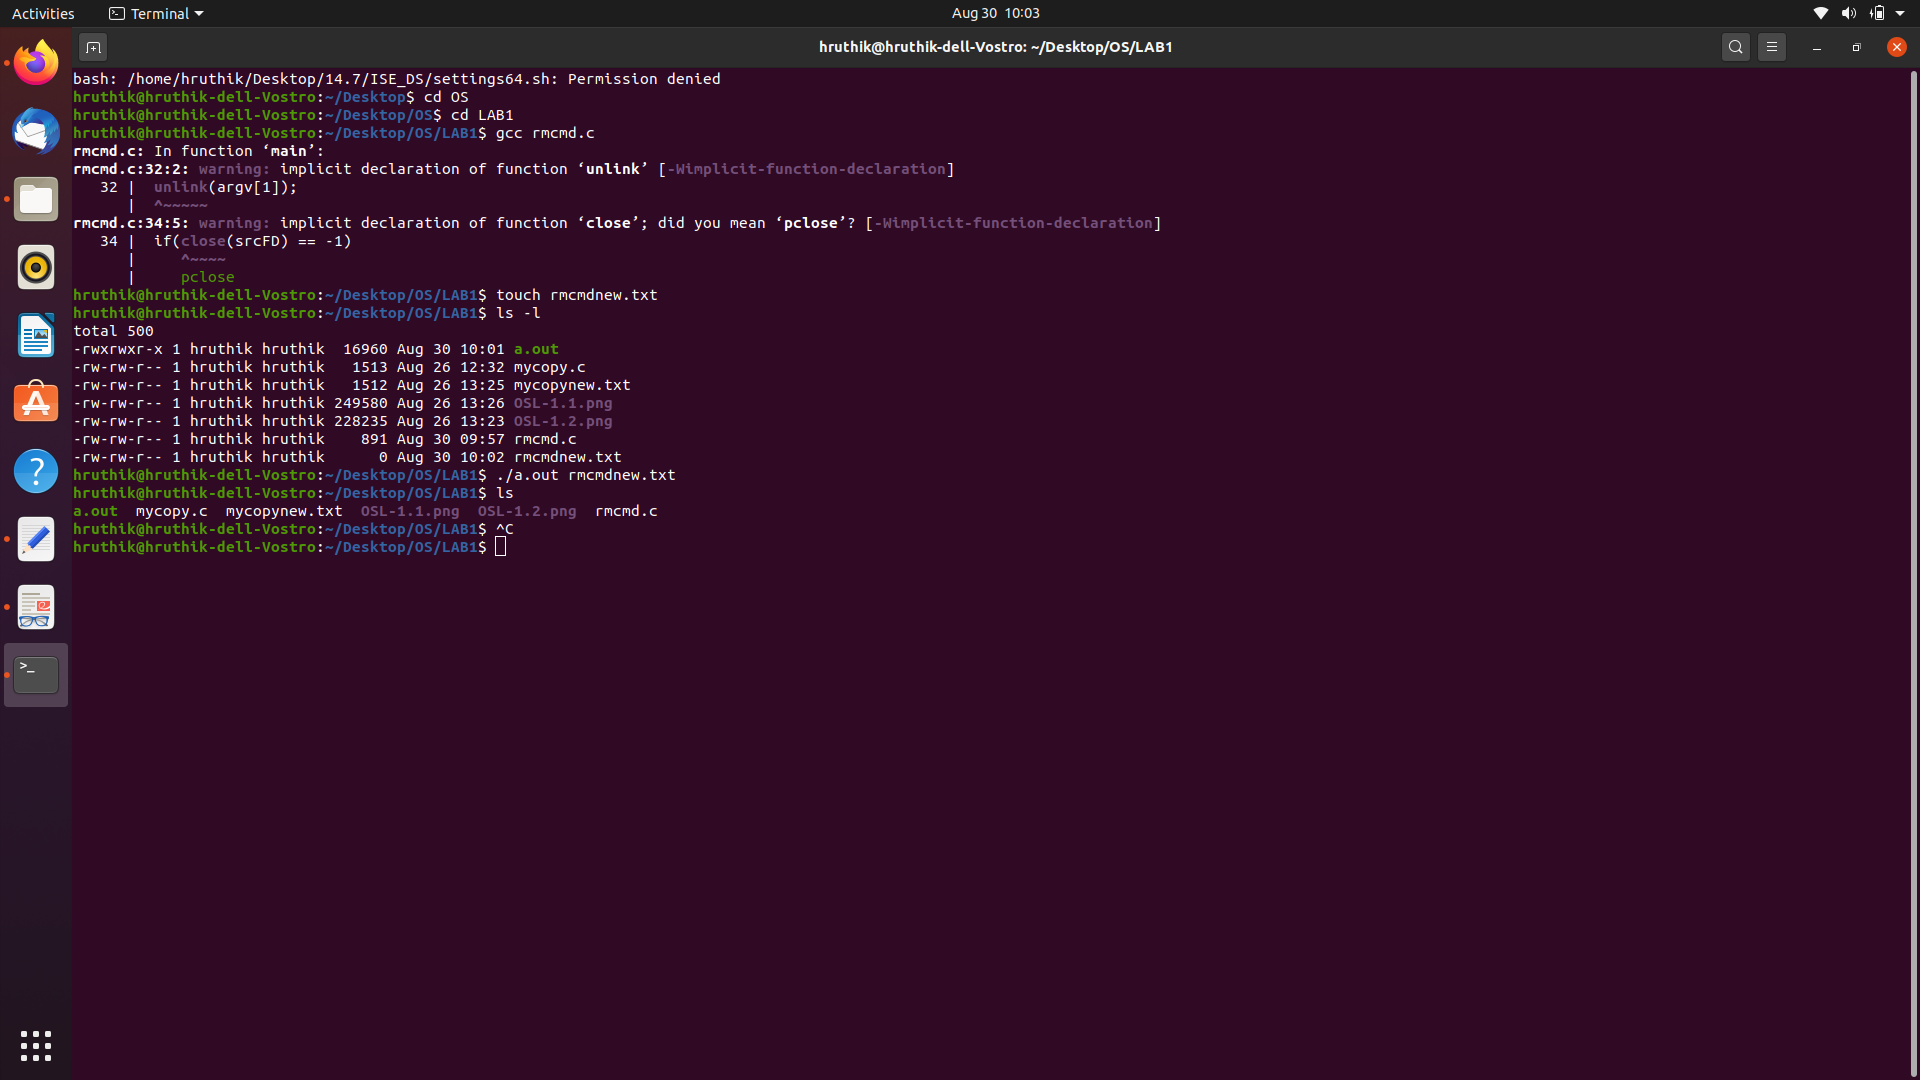 Activities Terminal Aug 30 10:03
hruthik@hruthik-dell-Vostro: ~/Desktop/OS/LAB1
bash: /home/hruthik/Desktop/14.7/ISE_DS/settings64.sh: Permission denied
hruthik@hruthik-dell-Vostro:~/Desktop$ cd OS
hruthik@hruthik-dell-Vostro:~/Desktop/OS$ cd LAB1
hruthik@hruthik-dell-Vostro:~/Desktop/OS/LAB1$ gcc rmcmd.c
rmcmd.c: In function ‘main’:
rmcmd.c:32:2: warning: implicit declaration of function ‘unlink’ [-Wimplicit-function-declaration]
   32 |  unlink(argv[1]);
      |  ^~~~~~
rmcmd.c:34:5: warning: implicit declaration of function ‘close’; did you mean ‘pclose’? [-Wimplicit-function-declaration]
   34 |  if(close(srcFD) == -1)
      |     ^~~~~
      |     pclose
hruthik@hruthik-dell-Vostro:~/Desktop/OS/LAB1$ touch rmcmdnew.txt
hruthik@hruthik-dell-Vostro:~/Desktop/OS/LAB1$ ls -l
total 500
-rwxrwxr-x 1 hruthik hruthik  16960 Aug 30 10:01 a.out
-rw-rw-r-- 1 hruthik hruthik   1513 Aug 26 12:32 mycopy.c
-rw-rw-r-- 1 hruthik hruthik   1512 Aug 26 13:25 mycopynew.txt
-rw-rw-r-- 1 hruthik hruthik 249580 Aug 26 13:26 OSL-1.1.png
-rw-rw-r-- 1 hruthik hruthik 228235 Aug 26 13:23 OSL-1.2.png
-rw-rw-r-- 1 hruthik hruthik    891 Aug 30 09:57 rmcmd.c
-rw-rw-r-- 1 hruthik hruthik      0 Aug 30 10:02 rmcmdnew.txt
hruthik@hruthik-dell-Vostro:~/Desktop/OS/LAB1$ ./a.out rmcmdnew.txt
hruthik@hruthik-dell-Vostro:~/Desktop/OS/LAB1$ ls
a.out  mycopy.c  mycopynew.txt  OSL-1.1.png  OSL-1.2.png  rmcmd.c
hruthik@hruthik-dell-Vostro:~/Desktop/OS/LAB1$ ^C
hruthik@hruthik-dell-Vostro:~/Desktop/OS/LAB1$